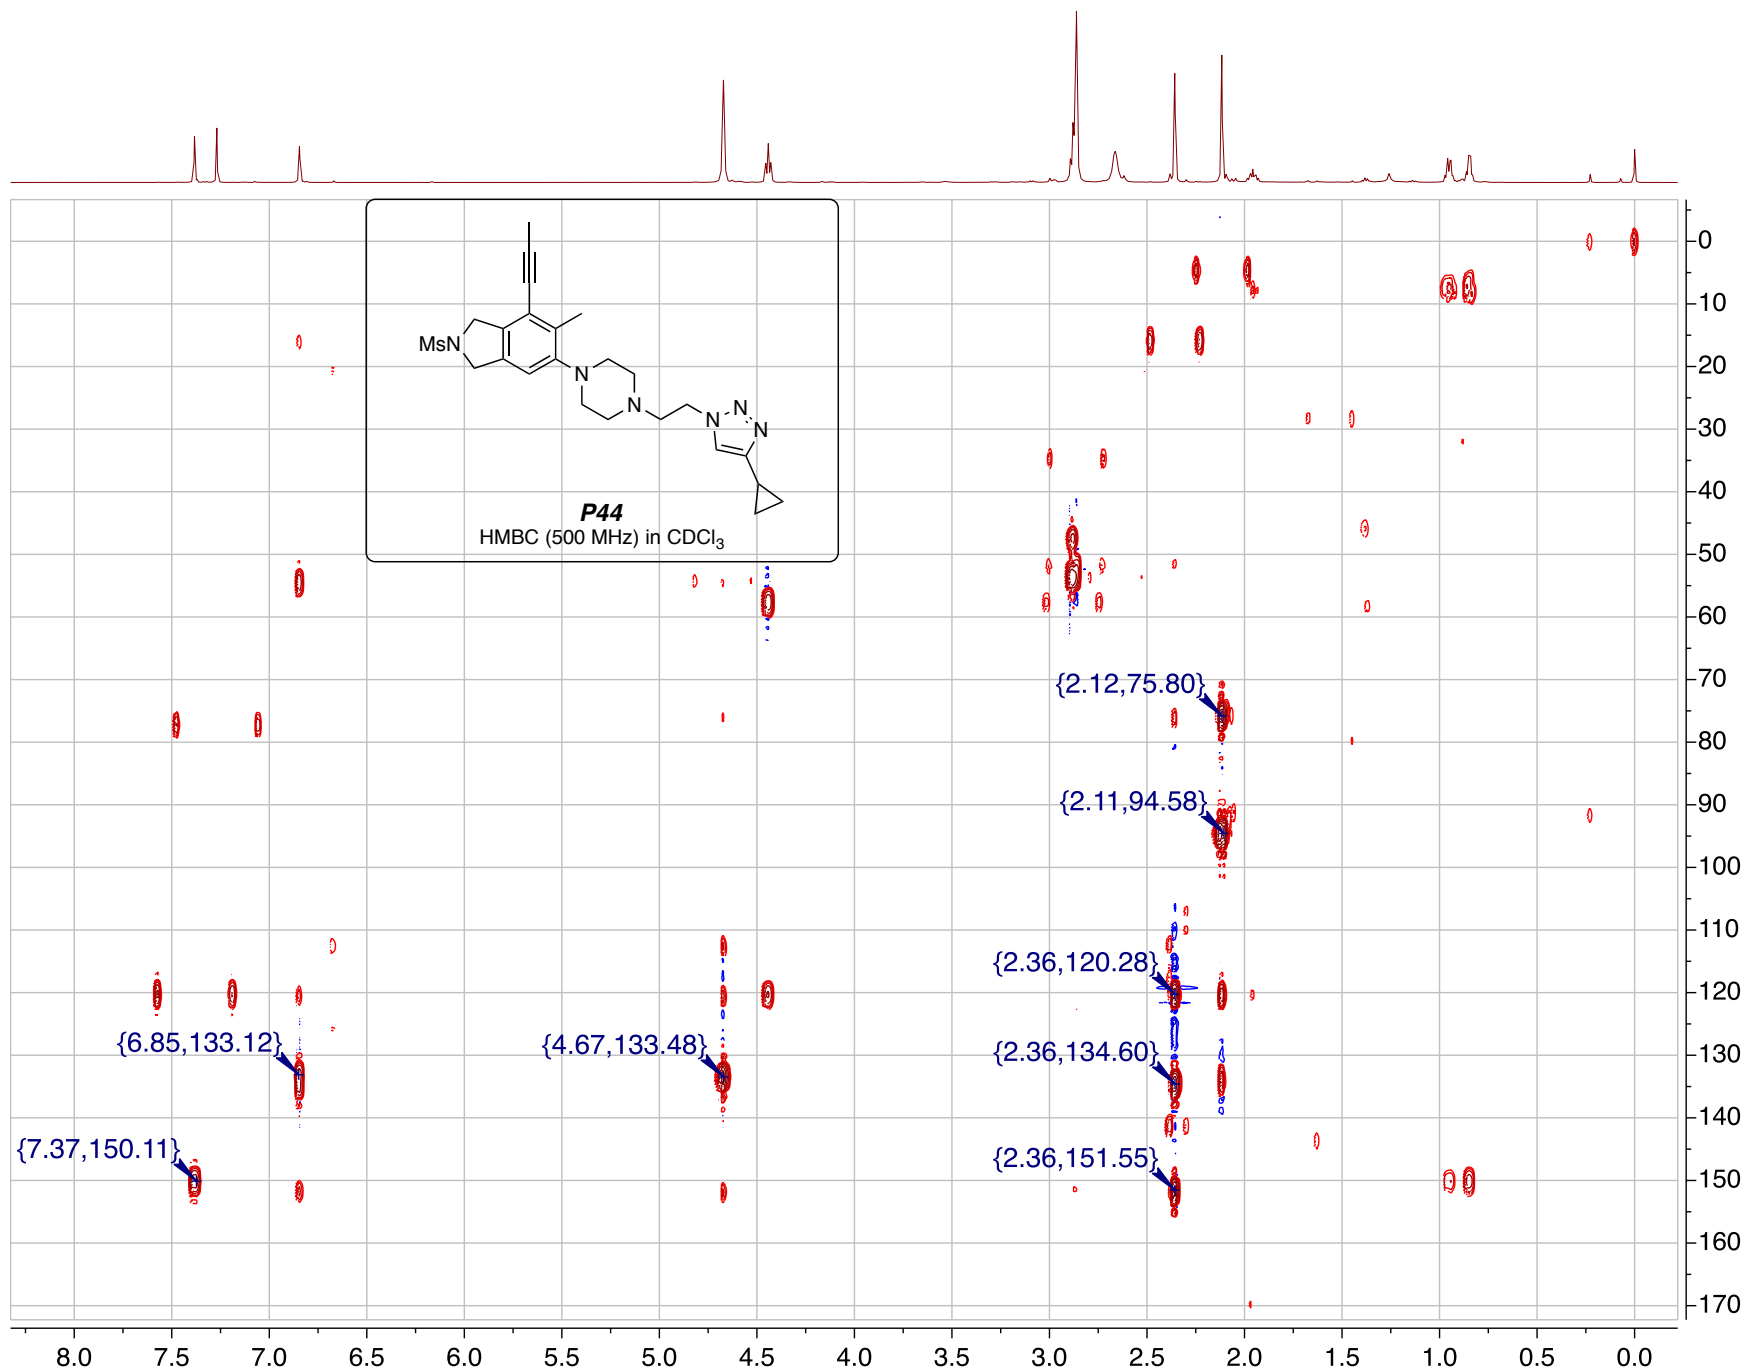 0
10
20
MsN
N
N
N
N
N
30
40
P44
HMBC (500 MHz) in CDCl3
50
60
{2.12,75.80}
70
80
{2.11,94.58}
90
100
110
{2.36,120.28}
120
{6.85,133.12}
{4.67,133.48}
{2.36,134.60}
130
140
{7.37,150.11}
{2.36,151.55}
150
160
170
8.0 7.5 7.0 6.5 6.0 5.5 5.0 4.5 4.0 3.5 3.0 2.5 2.0 1.5 1.0 0.5 0.0